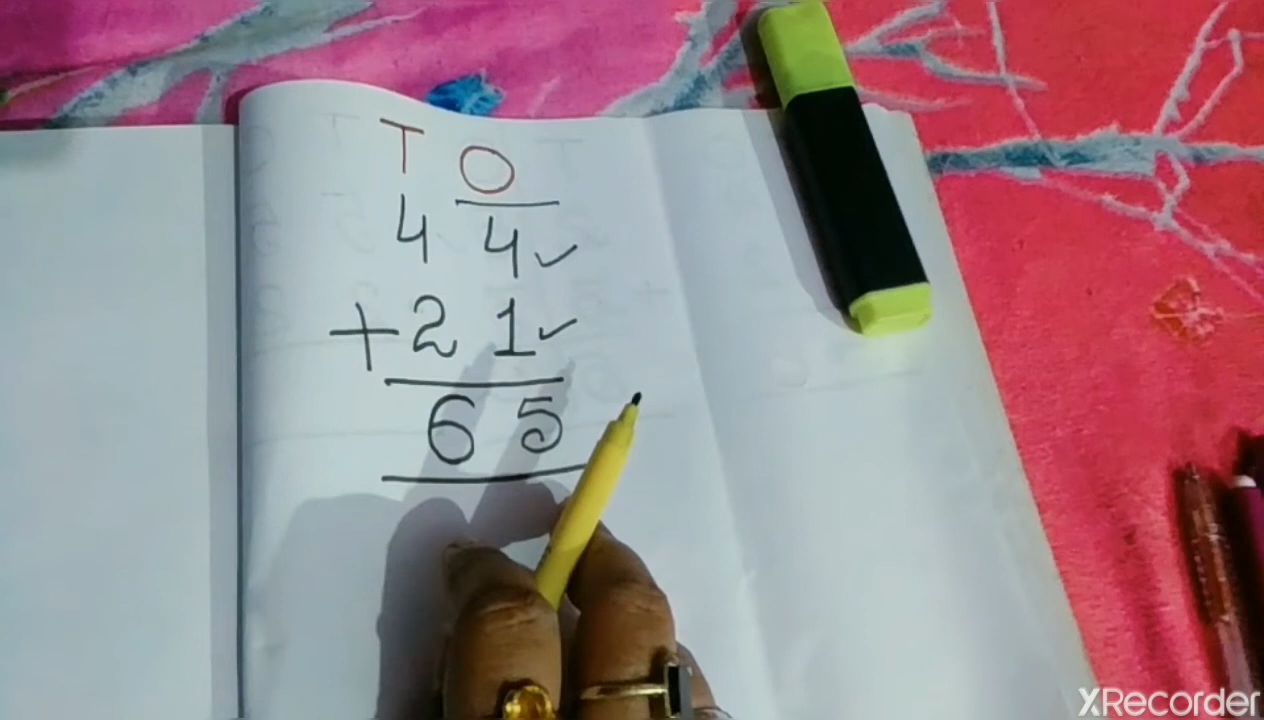 T O
4 4 ✓
+ 2 1 ✓
6 5
XRecorder